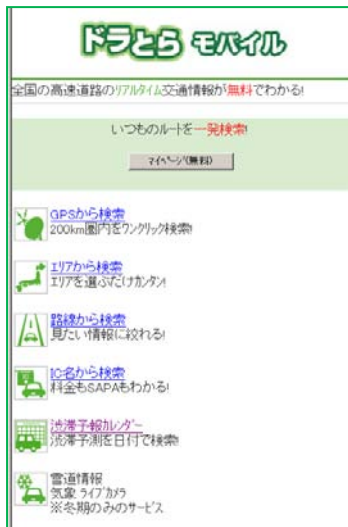 ドラとら モバイル
全国の高速道路のリアルタイム交通情報が無料でわかる!
いつものルートを一発検索!
マイページ(無料)
GPSから検索
200km圏内をワンクリック検索!
エリアから検索
エリアを選ぶだけカンタン!
路線から検索
見たい情報に絞れる!
IC名から検索
料金もSAPAもわかる!
渋滞予報カレンダー
渋滞予測を日付で検索!
雪道情報
気象 ライブカメラ
※冬期のみのサービス